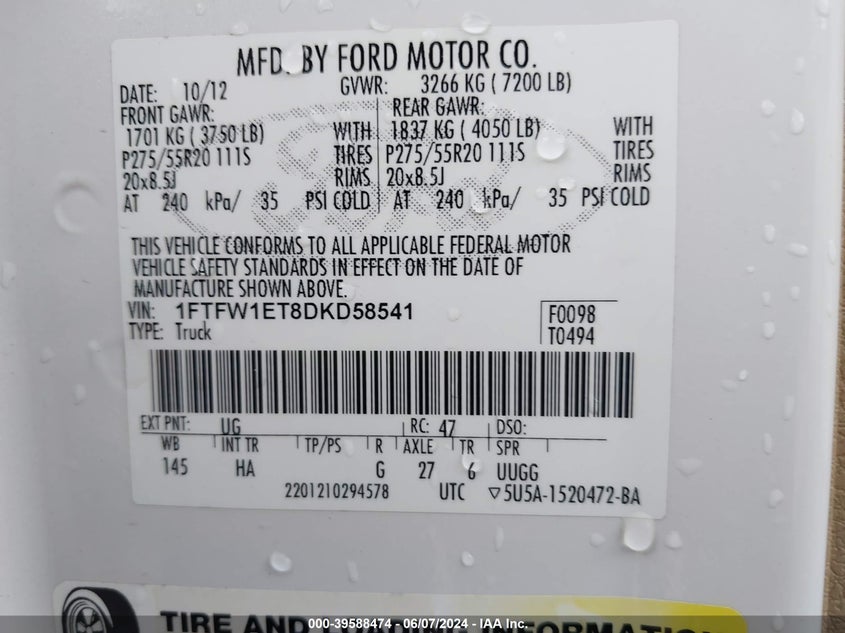 MFD. BY FORD MOTOR CO.
DATE: 10/12 GVWR: 3266 KG ( 7200 LB)
FRONT GAWR: REAR GAWR:
1701 KG ( 3750 LB) WITH 1837 KG ( 4050 LB) WITH
P275/55R20 111S TIRES P275/55R20 111S TIRES
20x8.5J RIMS 20x8.5J RIMS
AT 240 kPa/ 35 PSI COLD AT 240 kPa/ 35 PSI COLD
THIS VEHICLE CONFORMS TO ALL APPLICABLE FEDERAL MOTOR
VEHICLE SAFETY STANDARDS IN EFFECT ON THE DATE OF
MANUFACTURE SHOWN ABOVE.
VIN: 1FTFW1ET8DKD58541 F0098
TYPE: Truck T0494
EXT PNT: UG RC: 47 DSO:
WB INT TR TP/PS R AXLE TR SPR
145 HA G 27 6 UUGG
2201210294578 UTC ▽5U5A-1520472-BA
TIRE AND LOADING INFORMATION
000-39588474 - 06/07/2024 - IAA Inc.